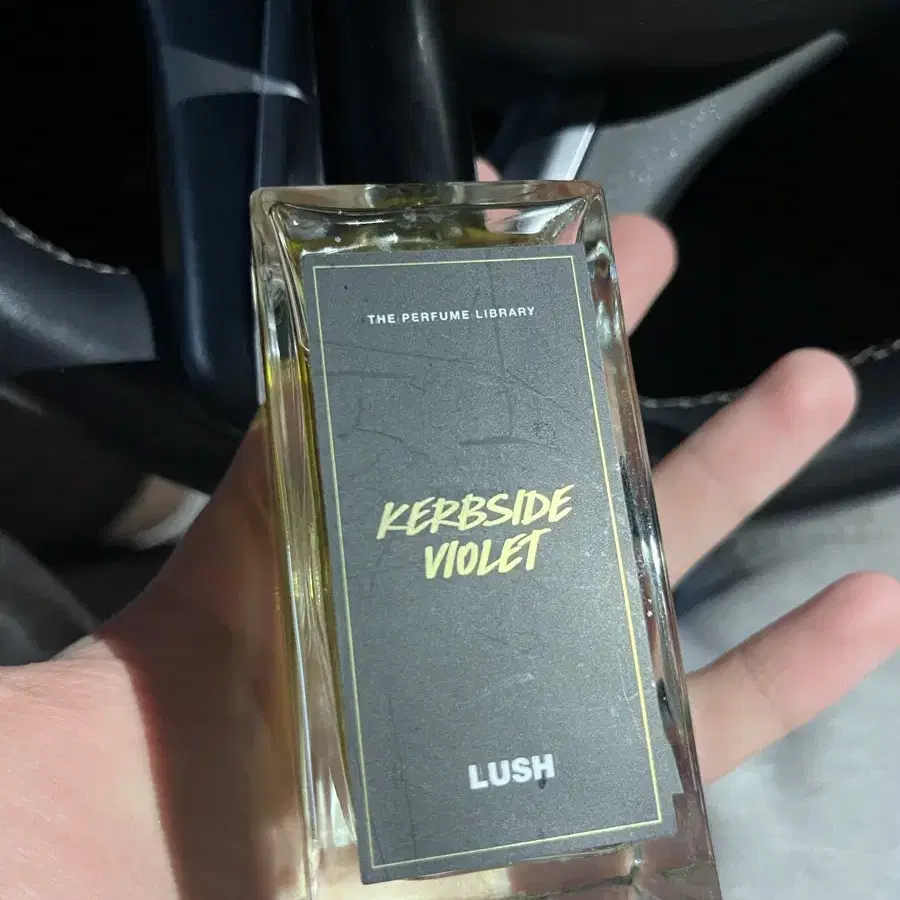 THE PERFUME LIBRARY
KERBSIDE
VIOLET
LUSH